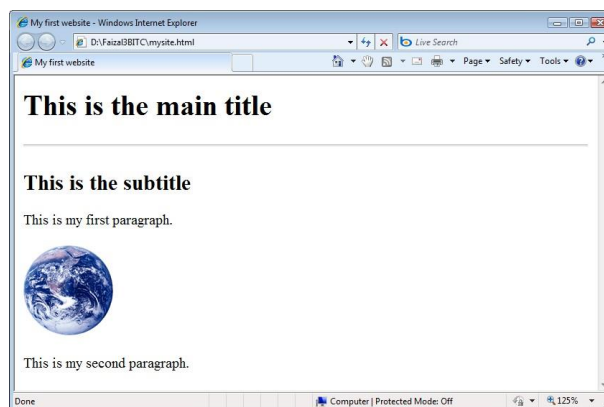 My first website - Windows Internet Explorer
D:\Faizal3BITC\mysite.html
Live Search
My first website
Page Safety Tools
This is the main title
This is the subtitle
This is my first paragraph.
This is my second paragraph.
Done
Computer | Protected Mode: Off
125%